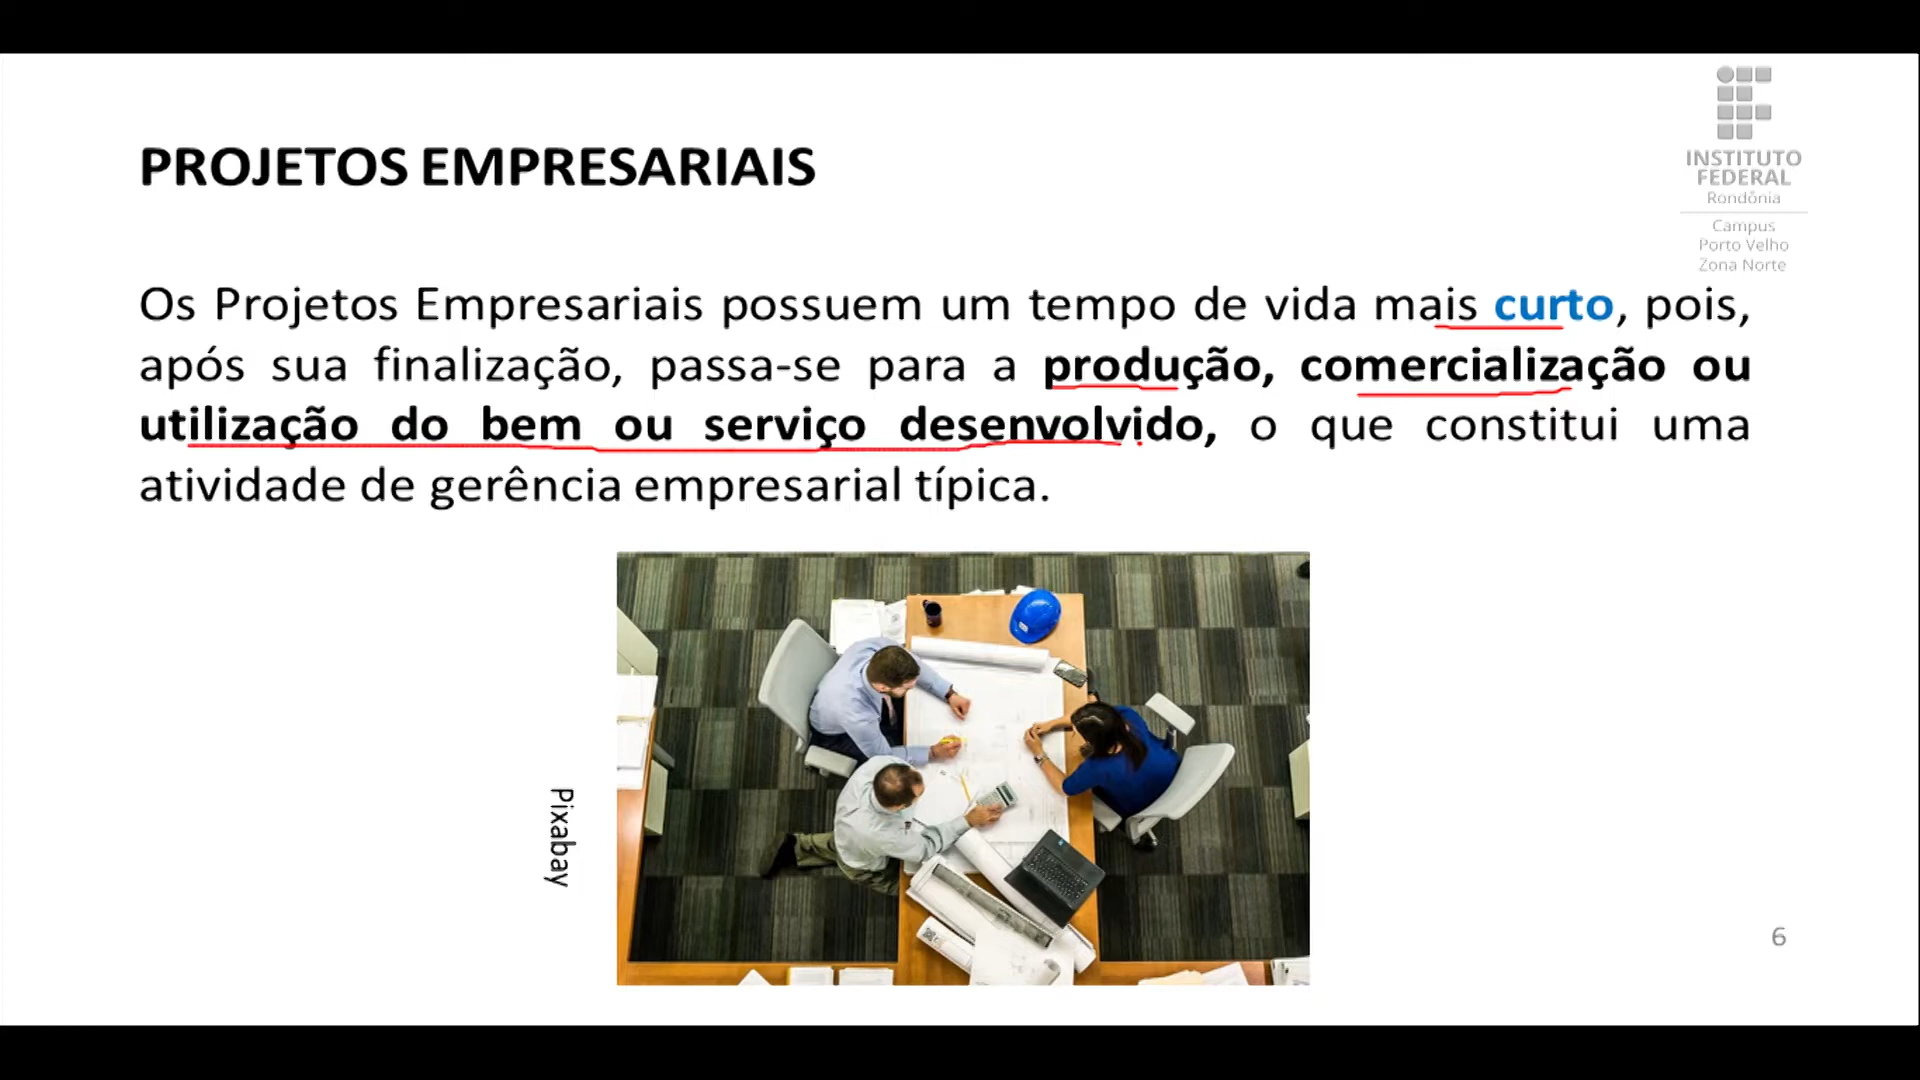 PROJETOS EMPRESARIAIS
INSTITUTO
FEDERAL
Rondônia
Campus
Porto Velho
Zona Norte
Os Projetos Empresariais possuem um tempo de vida mais curto, pois,
após sua finalização, passa-se para a produção, comercialização ou
utilização do bem ou serviço desenvolvido, o que constitui uma
atividade de gerência empresarial típica.
Pixabay
6